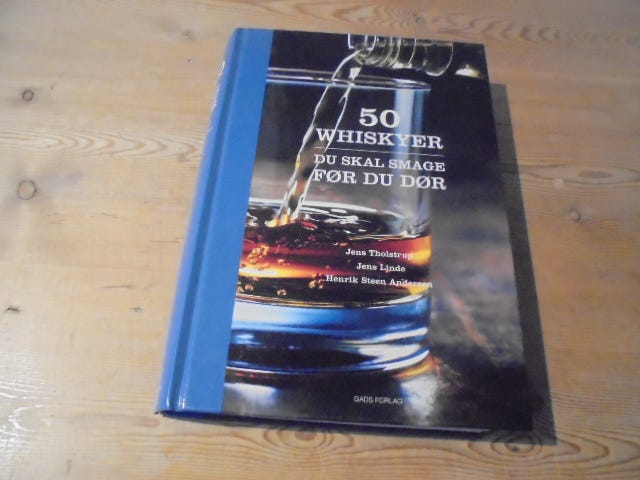 50
WHISKYER
DU SKAL SMAGE
FØR DU DØR
Jens Tholstrup
Jens Linde
Henrik Steen Andersen
GADS FORLAG